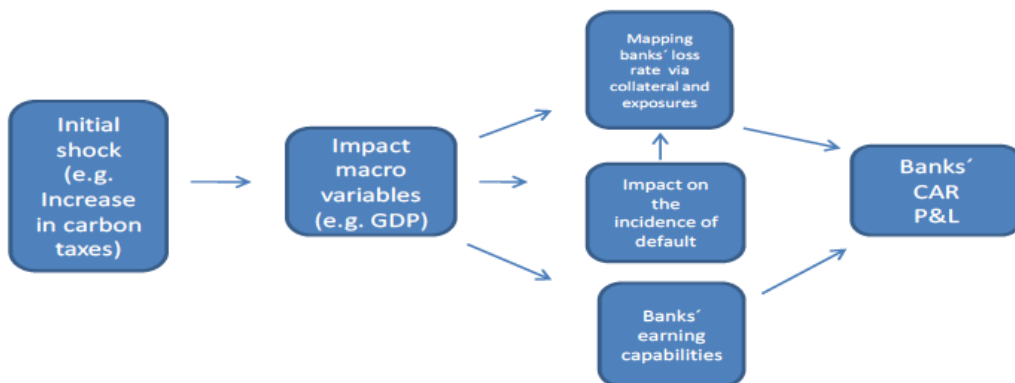 Initial
shock
(e.g.
Increase
in carbon
taxes)
Impact
macro
variables
(e.g. GDP)
Mapping
banks´ loss
rate via
collateral and
exposures
Impact on
the
incidence of
default
Banks´
earning
capabilities
Banks´
CAR
P&L